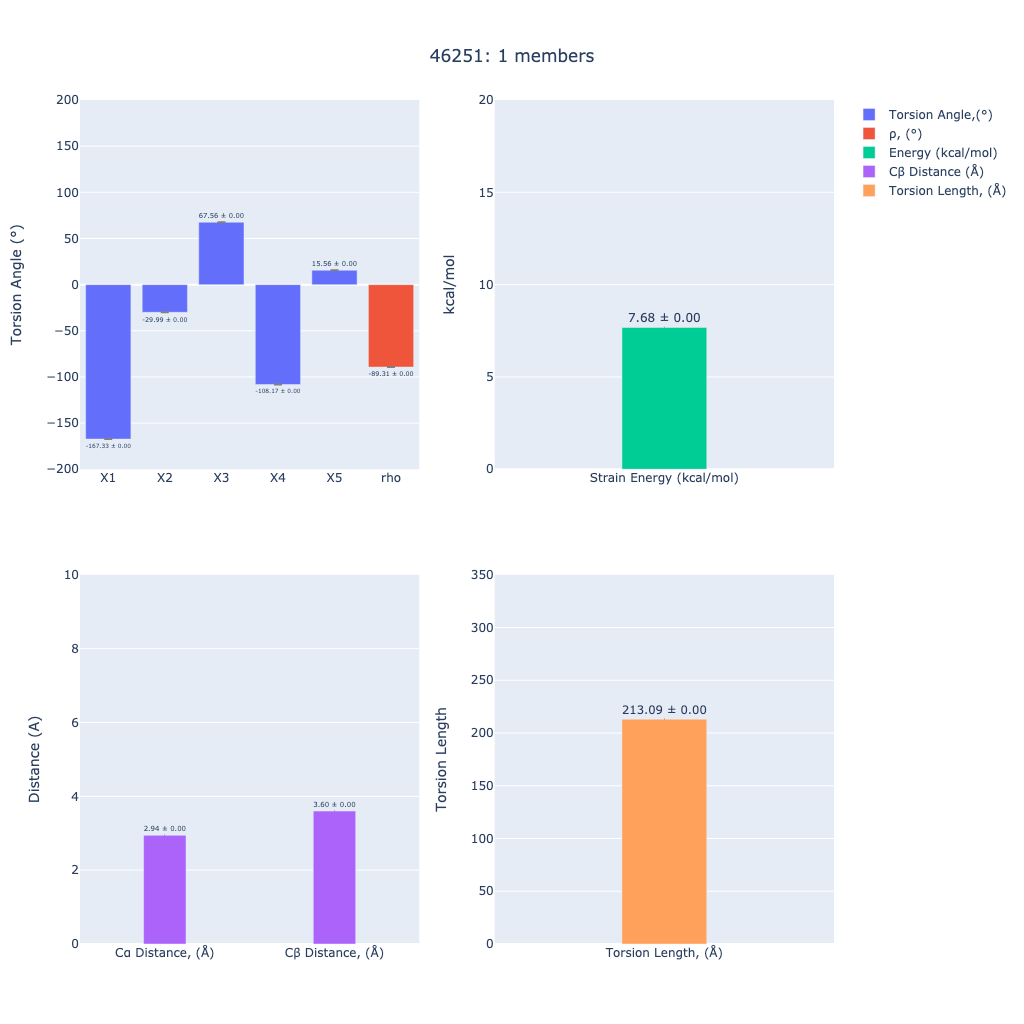 46251: 1 members
Torsion Angle (°)
200
150
100
50
0
−50
−100
−150
−200
67.56 ± 0.00
15.56 ± 0.00
-29.99 ± 0.00
-89.31 ± 0.00
-108.17 ± 0.00
-167.33 ± 0.00
X1 X2 X3 X4 X5 rho
kcal/mol
20
15
10
5
0
7.68 ± 0.00
Strain Energy (kcal/mol)
Torsion Angle,(°)
ρ, (°)
Energy (kcal/mol)
Cβ Distance (Å)
Torsion Length, (Å)
Distance (A)
10
8
6
4
2
0
2.94 ± 0.00
3.60 ± 0.00
Cα Distance, (Å) Cβ Distance, (Å)
Torsion Length
350
300
250
200
150
100
50
0
213.09 ± 0.00
Torsion Length, (Å)